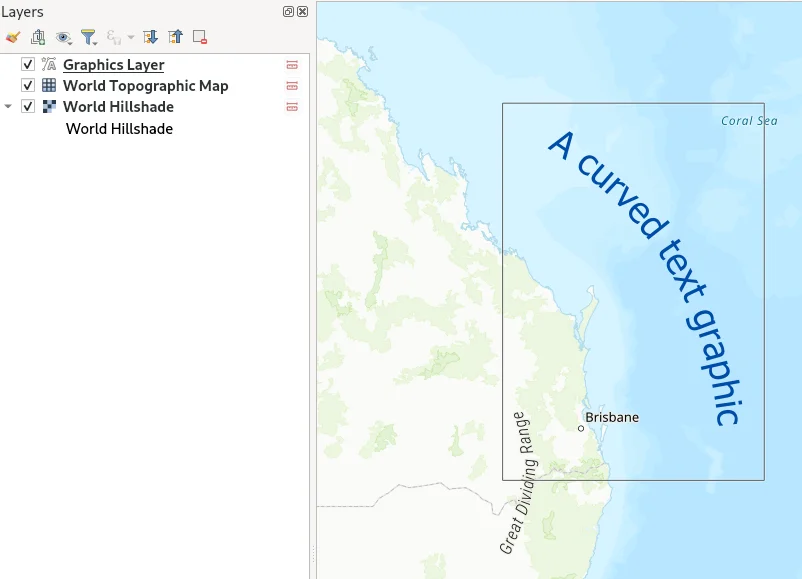 Layers
Graphics Layer
World Topographic Map
World Hillshade
World Hillshade
Coral Sea
A curved text graphic
Brisbane
Great Dividing Range